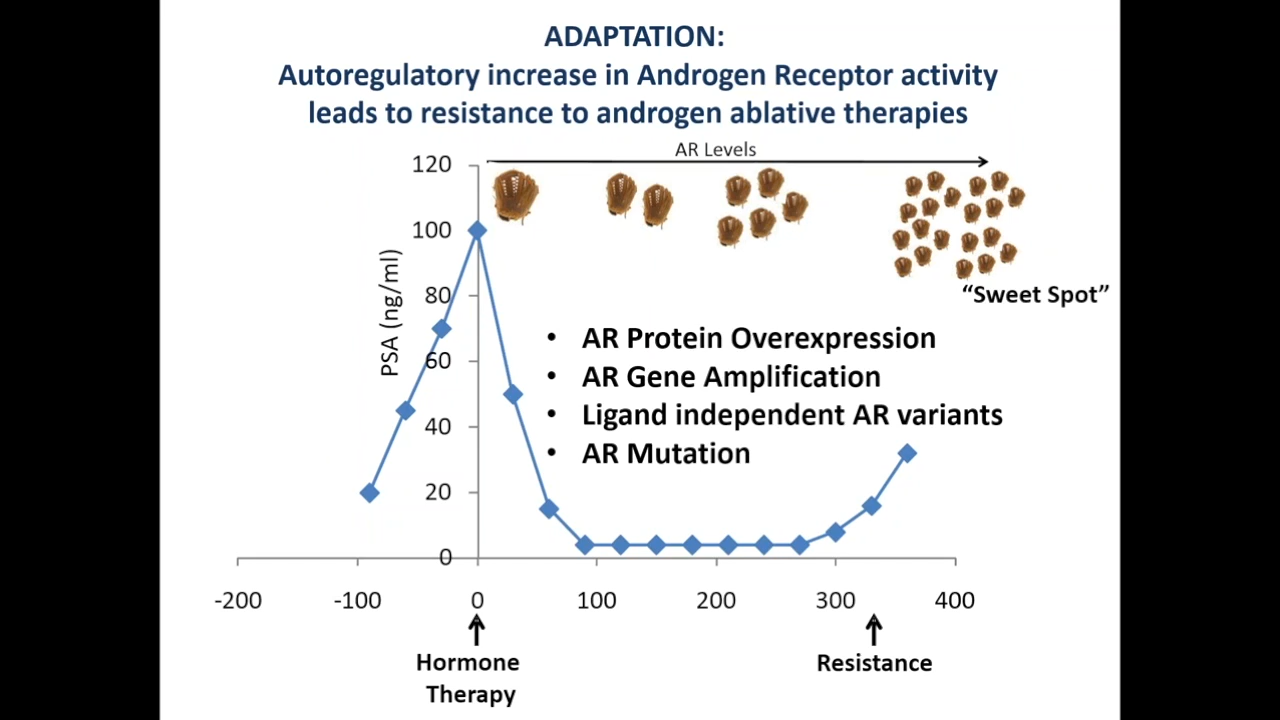 ADAPTATION:
Autoregulatory increase in Androgen Receptor activity
leads to resistance to androgen ablative therapies
AR Levels
120
100
80
60
40
20
0
PSA (ng/ml)
“Sweet Spot”
• AR Protein Overexpression
• AR Gene Amplification
• Ligand independent AR variants
• AR Mutation
-200 -100 0 100 200 300 400
Hormone
Therapy
Resistance